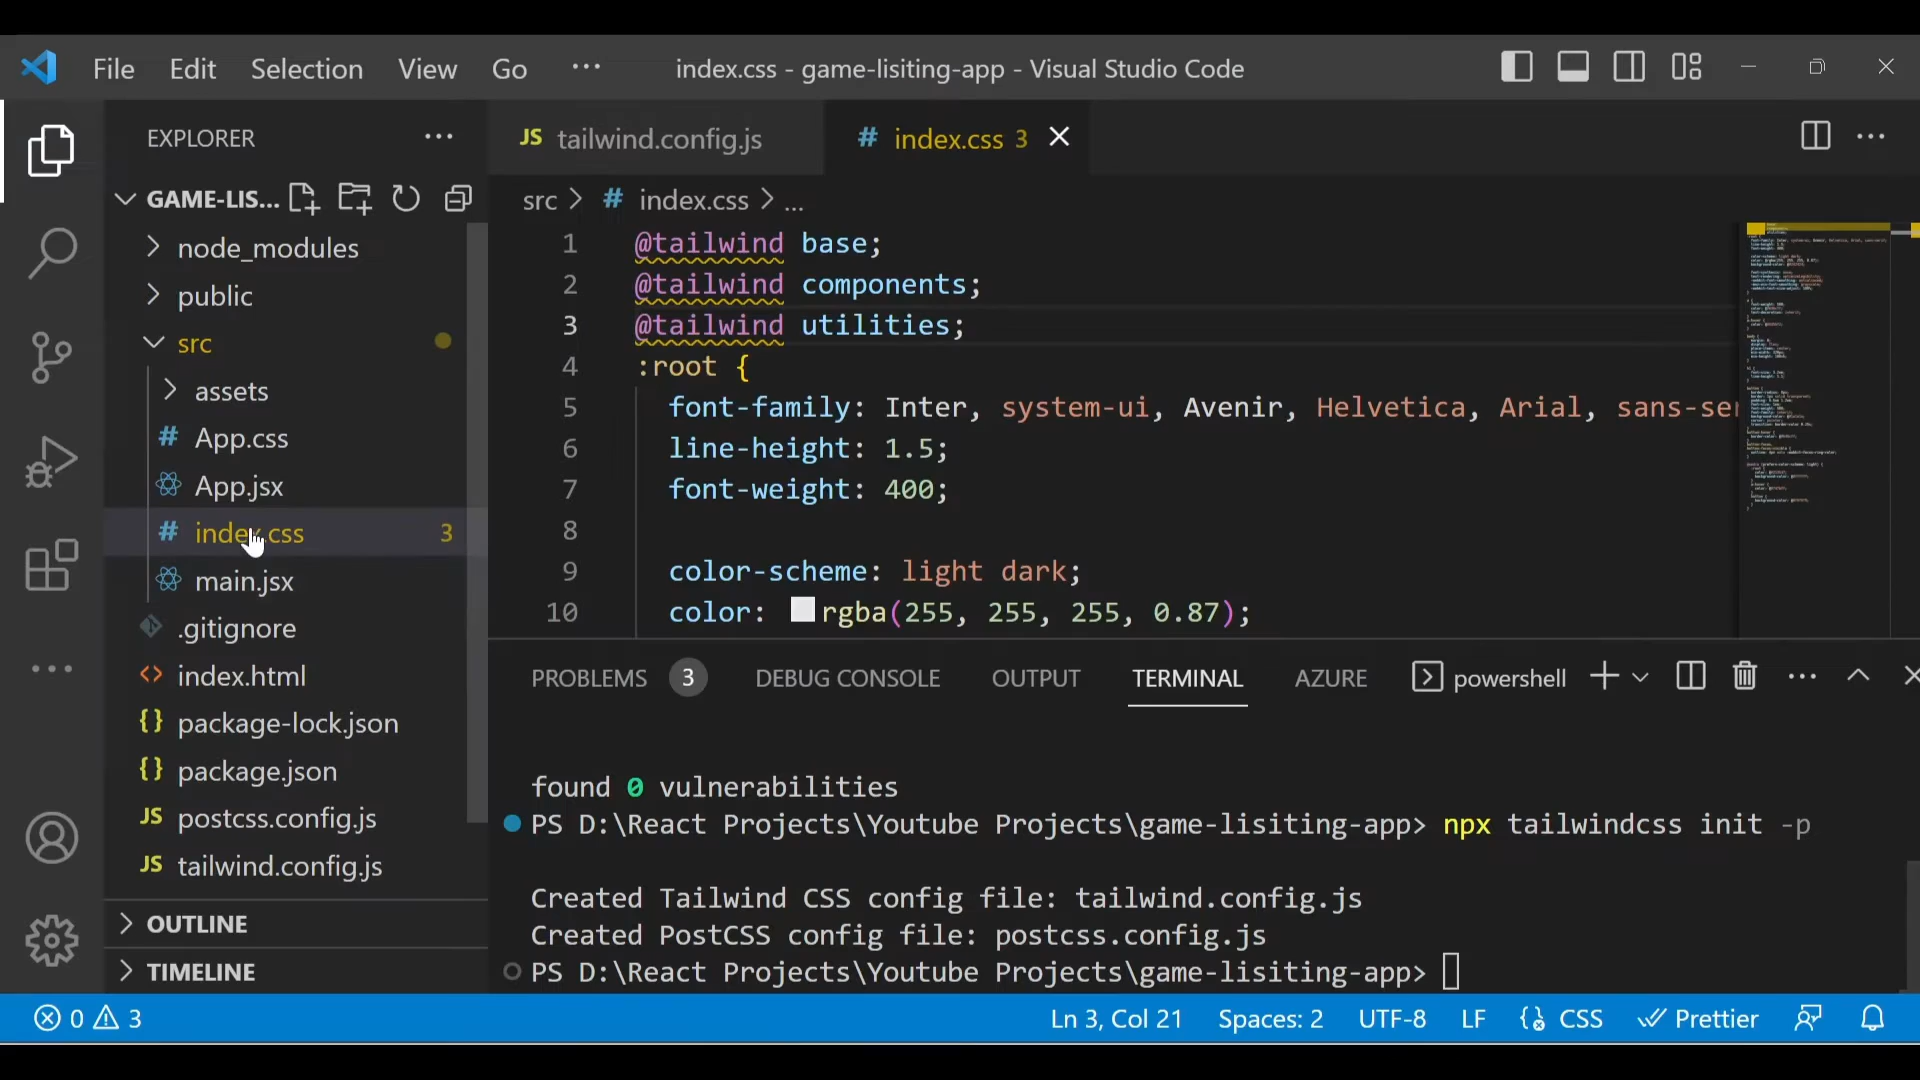 File Edit Selection View Go ··· index.css - game-lisiting-app - Visual Studio Code
EXPLORER ···
JS tailwind.config.js # index.css 3
GAME-LIS...
src > # index.css > ...
node_modules
public
src
assets
# App.css
App.jsx
# index.css 3
main.jsx
.gitignore
index.html
{} package-lock.json
{} package.json
JS postcss.config.js
JS tailwind.config.js
OUTLINE
TIMELINE
1 @tailwind base;
2 @tailwind components;
3 @tailwind utilities;
4 :root {
5 font-family: Inter, system-ui, Avenir, Helvetica, Arial, sans-ser
6 line-height: 1.5;
7 font-weight: 400;
8
9 color-scheme: light dark;
10 color: rgba(255, 255, 255, 0.87);
PROBLEMS 3 DEBUG CONSOLE OUTPUT TERMINAL AZURE powershell
found 0 vulnerabilities
PS D:\React Projects\Youtube Projects\game-lisiting-app> npx tailwindcss init -p
Created Tailwind CSS config file: tailwind.config.js
Created PostCSS config file: postcss.config.js
PS D:\React Projects\Youtube Projects\game-lisiting-app>
0 3 Ln 3, Col 21 Spaces: 2 UTF-8 LF {} CSS Prettier